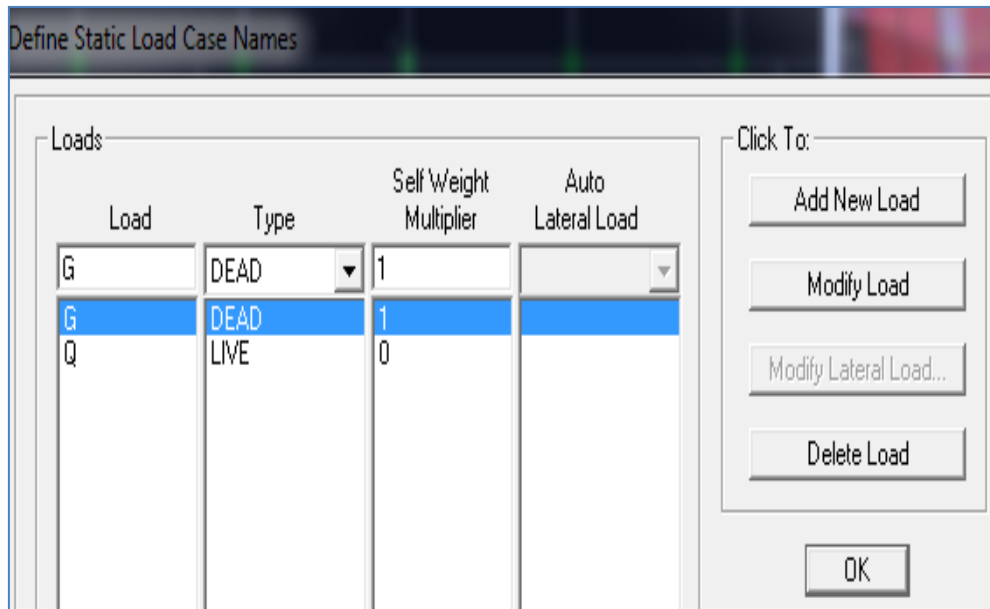 Define Static Load Case Names
Loads
Click To:
Load Type Self Weight Multiplier Auto Lateral Load
G DEAD 1
G DEAD 1
Q LIVE 0
Add New Load
Modify Load
Modify Lateral Load...
Delete Load
OK